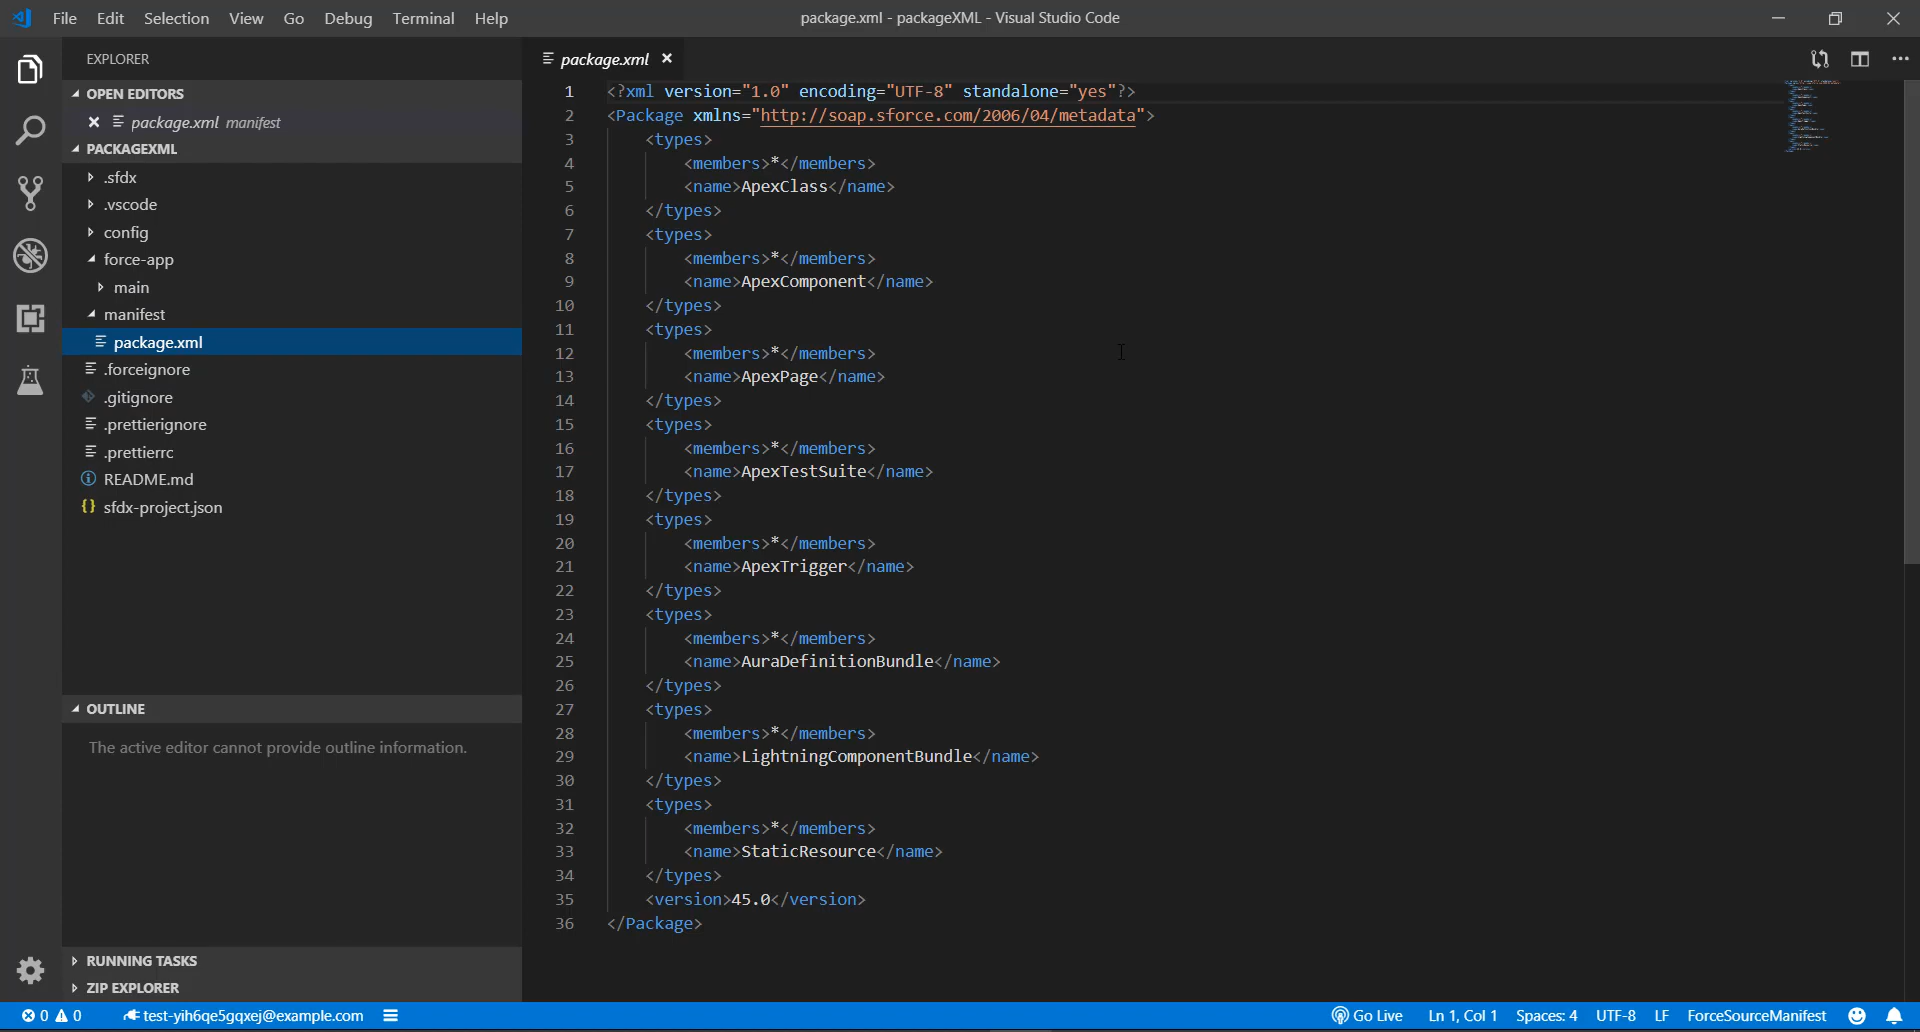 File Edit Selection View Go Debug Terminal Help
package.xml - packageXML - Visual Studio Code
EXPLORER
OPEN EDITORS
package.xml manifest
PACKAGEXML
.sfdx
.vscode
config
force-app
main
manifest
package.xml
.forceignore
.gitignore
.prettierignore
.prettierrc
README.md
sfdx-project.json
OUTLINE
The active editor cannot provide outline information.
RUNNING TASKS
ZIP EXPLORER
package.xml
1 <?xml version="1.0" encoding="UTF-8" standalone="yes"?>
2 <Package xmlns="http://soap.sforce.com/2006/04/metadata">
3 <types>
4 <members>*</members>
5 <name>ApexClass</name>
6 </types>
7 <types>
8 <members>*</members>
9 <name>ApexComponent</name>
10 </types>
11 <types>
12 <members>*</members>
13 <name>ApexPage</name>
14 </types>
15 <types>
16 <members>*</members>
17 <name>ApexTestSuite</name>
18 </types>
19 <types>
20 <members>*</members>
21 <name>ApexTrigger</name>
22 </types>
23 <types>
24 <members>*</members>
25 <name>AuraDefinitionBundle</name>
26 </types>
27 <types>
28 <members>*</members>
29 <name>LightningComponentBundle</name>
30 </types>
31 <types>
32 <members>*</members>
33 <name>StaticResource</name>
34 </types>
35 <version>45.0</version>
36 </Package>
0 0 test-yih6qe5gqxej@example.com Go Live Ln 1, Col 1 Spaces: 4 UTF-8 LF ForceSourceManifest